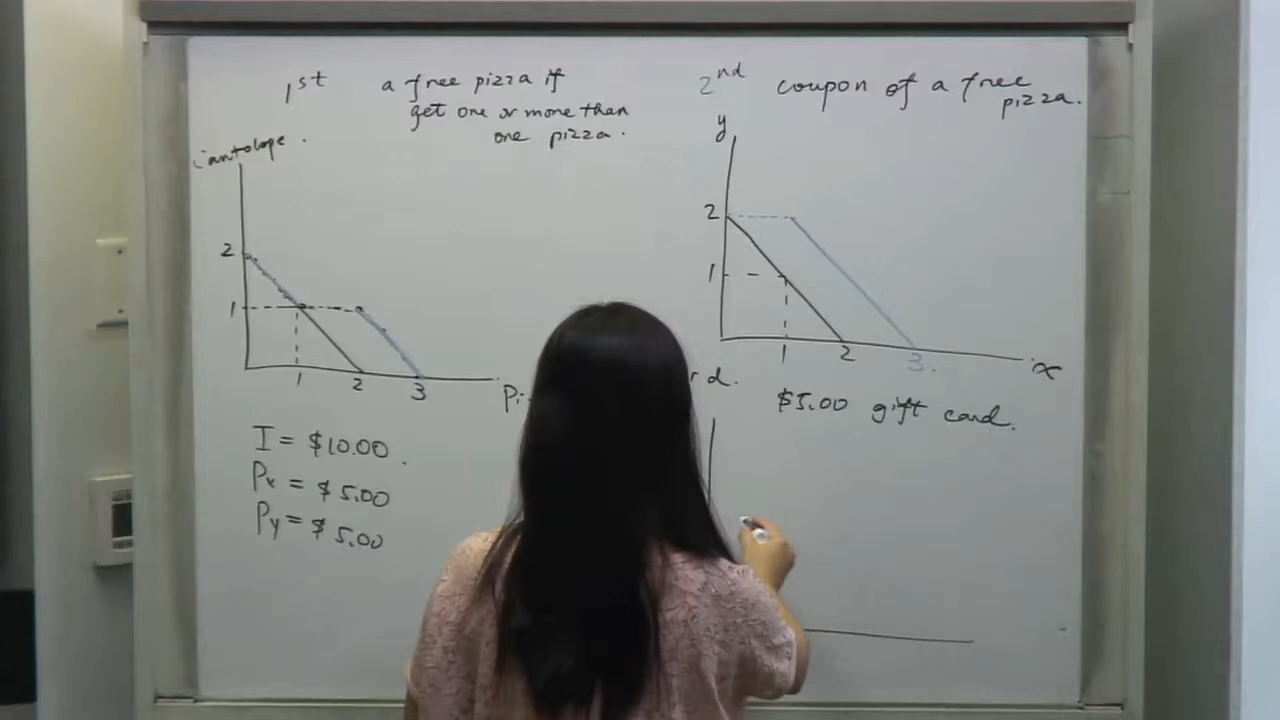 1st a free pizza if
get one or more than
one pizza.
Cantolope.
2
1
1 2 3
I = $10.00.
Px = $5.00
Py = $5.00
2nd coupon of a free
pizza.
y
2
1
1 2 3. x
$5.00 gift card.